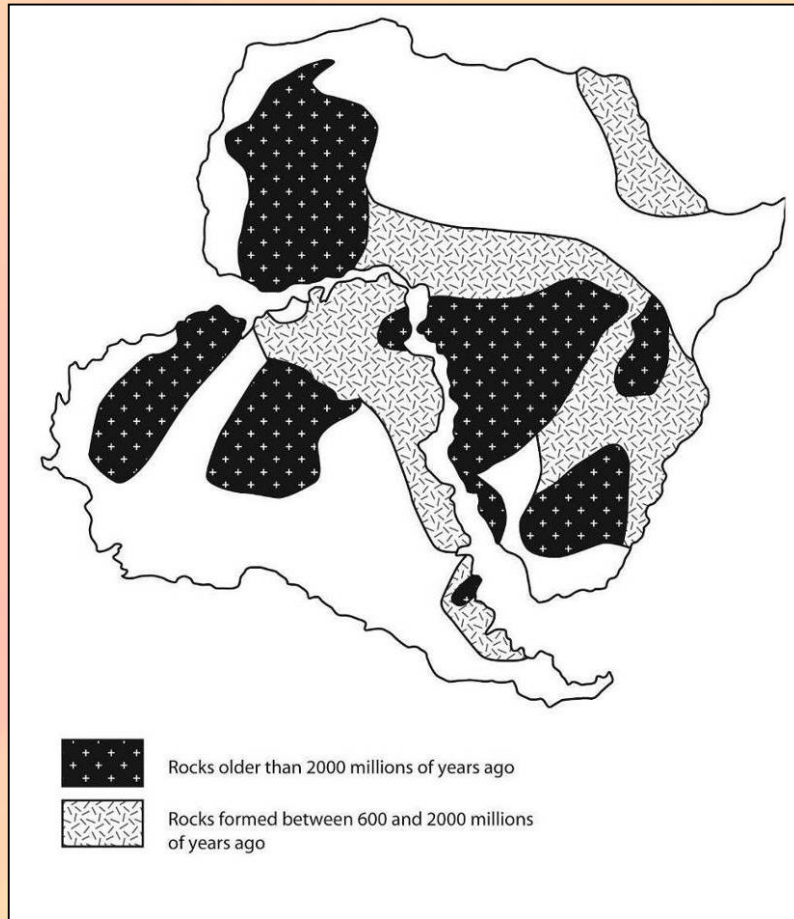 Rocks older than 2000 millions of years ago
Rocks formed between 600 and 2000 millions
of years ago